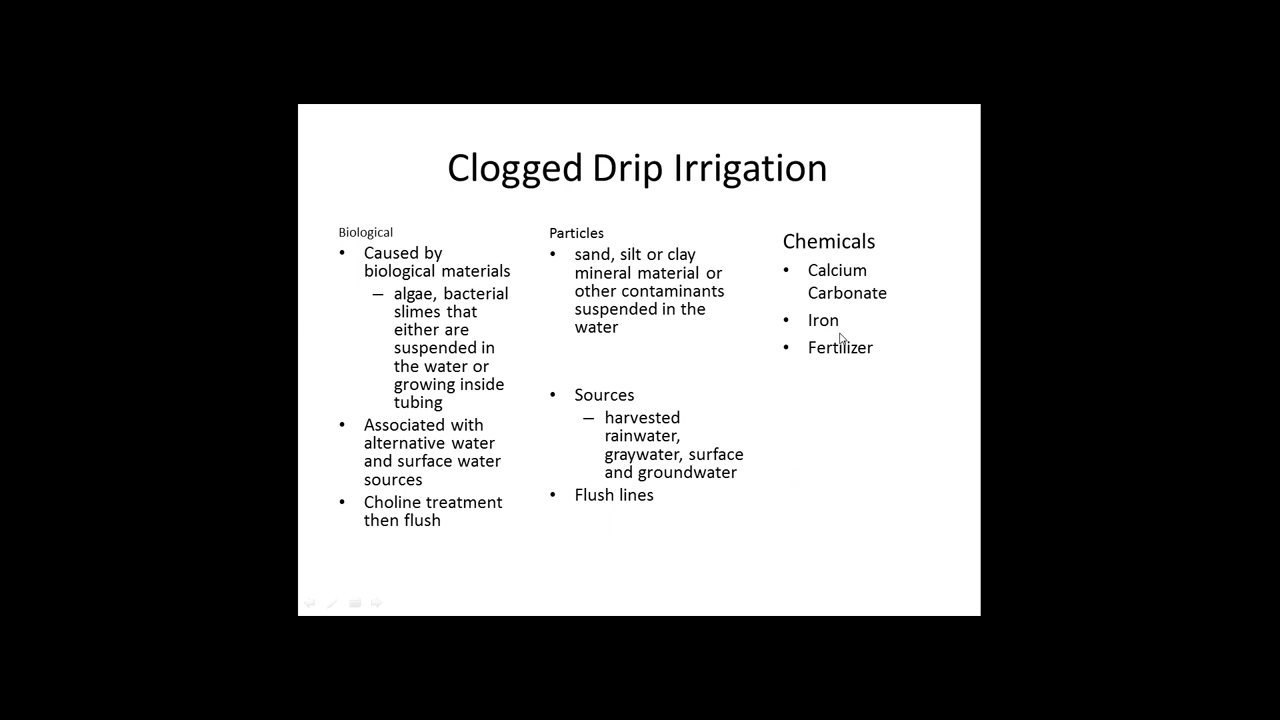 Clogged Drip Irrigation
Biological
• Caused by
biological materials
– algae, bacterial
slimes that
either are
suspended in
the water or
growing inside
tubing
• Associated with
alternative water
and surface water
sources
• Choline treatment
then flush
Particles
• sand, silt or clay
mineral material or
other contaminants
suspended in the
water
• Sources
– harvested
rainwater,
graywater, surface
and groundwater
• Flush lines
Chemicals
• Calcium
Carbonate
• Iron
• Fertilizer